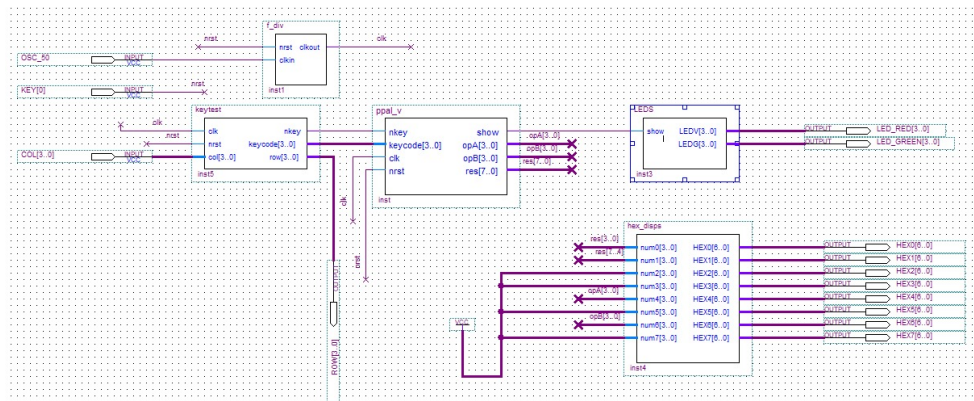 f_div
nrst
clk
nrst clkout
clkin
OSC_50
INPUT
VCC
inst1
KEY[0]
INPUT
VCC
nrst
keytest
ppal_v
LEDS
clk
clk nkey
nkey show
show LEDV[3..0]
OUTPUT
LED_RED[3..0]
nrst
nrst keycode[3..0]
keycode[3..0] opA[3..0]
opA[3..0]
LEDG[3..0]
OUTPUT
LED_GREEN[3..0]
COL[3..0]
INPUT
VCC
col[3..0] row[3..0]
clk opB[3..0]
opB[3..0]
nrst res[7..0]
res[7..0]
inst5
inst
inst3
clk
nrst
hex_disps
res[3..0]
num0[3..0] HEX0[6..0]
OUTPUT
HEX0[6..0]
res[7..4]
num1[3..0] HEX1[6..0]
OUTPUT
HEX1[6..0]
num2[3..0] HEX2[6..0]
OUTPUT
HEX2[6..0]
num3[3..0] HEX3[6..0]
OUTPUT
HEX3[6..0]
opA[3..0]
num4[3..0] HEX4[6..0]
OUTPUT
HEX4[6..0]
num5[3..0] HEX5[6..0]
OUTPUT
HEX5[6..0]
opB[3..0]
num6[3..0] HEX6[6..0]
OUTPUT
HEX6[6..0]
num7[3..0] HEX7[6..0]
OUTPUT
HEX7[6..0]
VCC
inst4
OUTPUT
ROW[3..0]